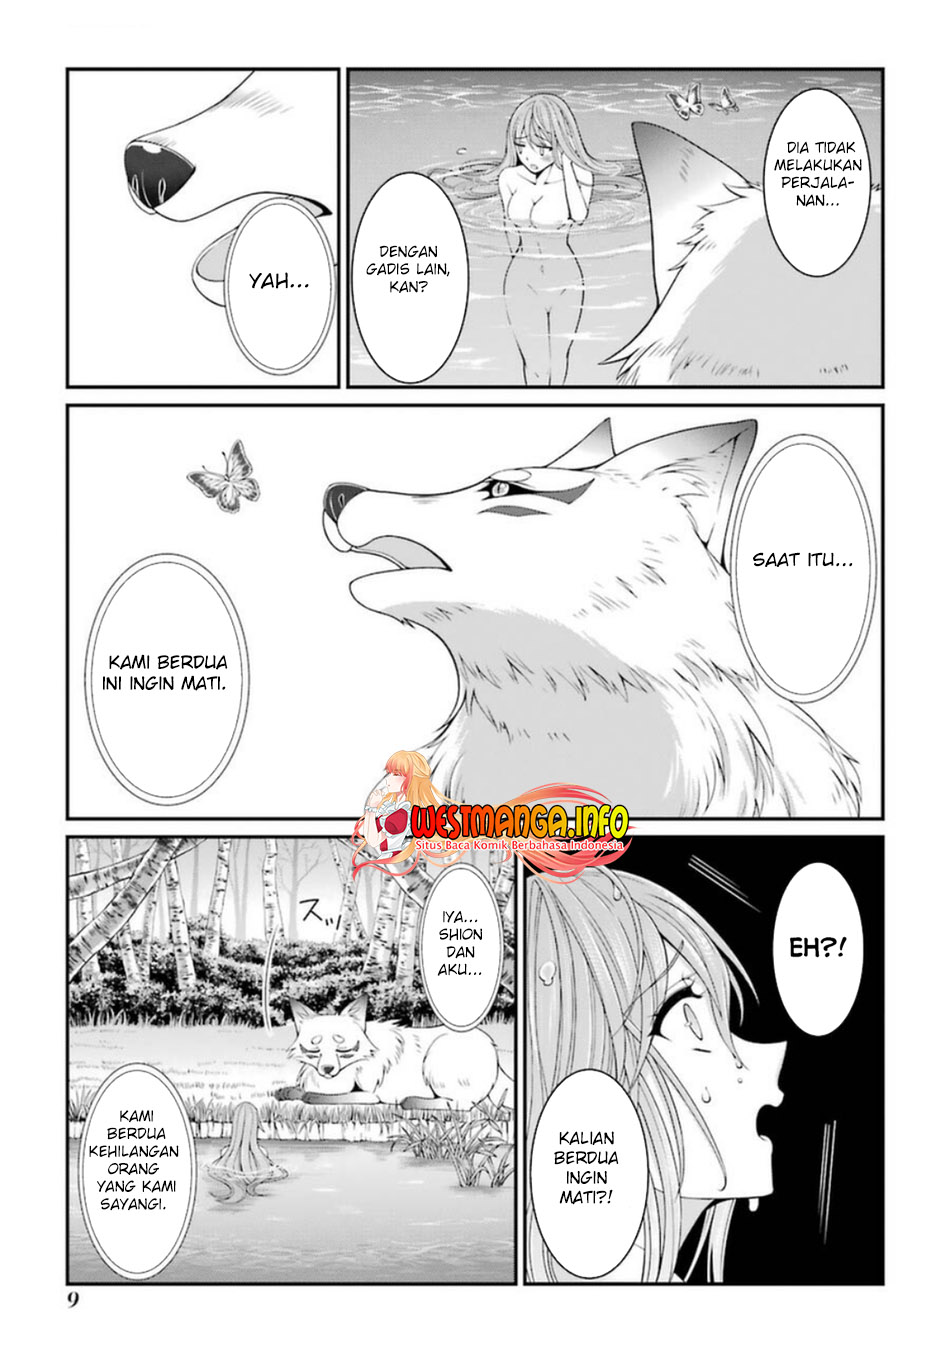 DIA TIDAK
MELAKUKAN
PERJALA-
NAN...
DENGAN
GADIS LAIN,
KAN?
YAH...
SAAT ITU...
KAMI BERDUA
INI INGIN MATI.
WESTMANGA.INFO
Situs Baca Komik Berbahasa Indonesia
EH?!
KALIAN
BERDUA
INGIN
MATI?!
IYA...
SHION
DAN
AKU...
スッ
KAMI
BERDUA
KEHILANGAN
ORANG
YANG KAMI
SAYANGI.
9